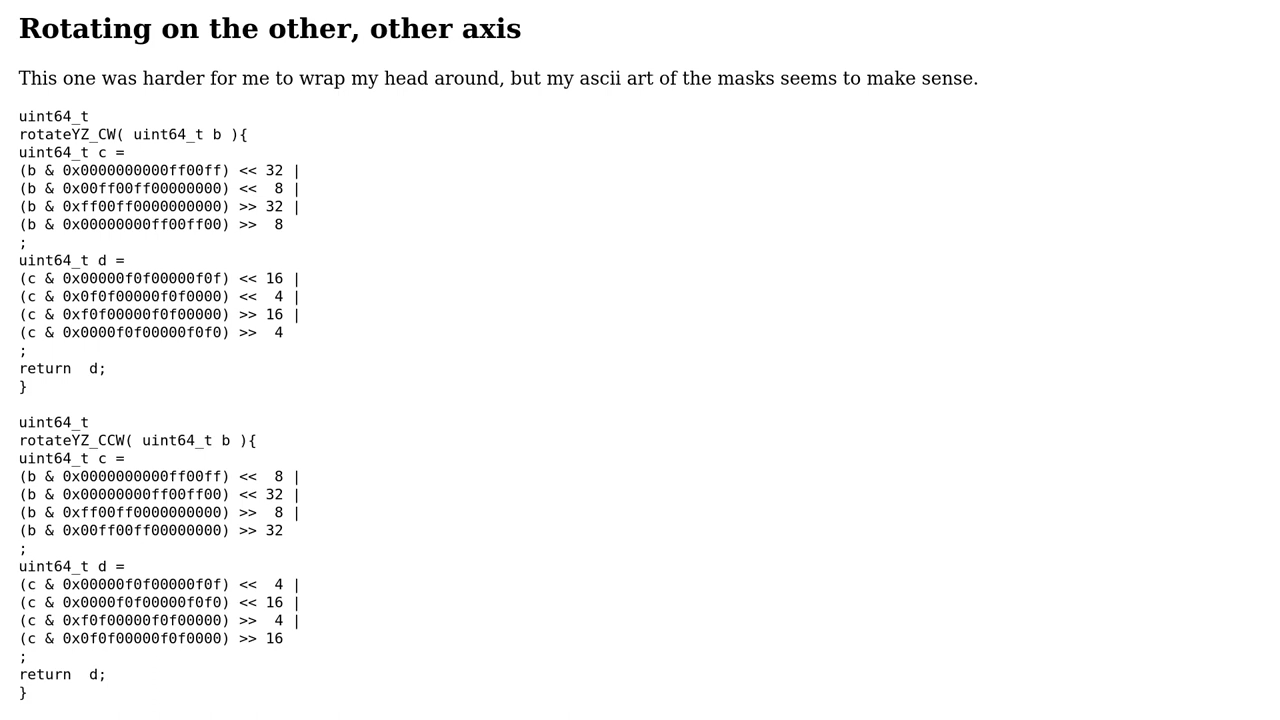 Rotating on the other, other axis
This one was harder for me to wrap my head around, but my ascii art of the masks seems to make sense.
uint64_t
rotateYZ_CW( uint64_t b ){
uint64_t c =
(b & 0x0000000000ff00ff) << 32 |
(b & 0x00ff00ff00000000) <<  8 |
(b & 0xff00ff0000000000) >> 32 |
(b & 0x00000000ff00ff00) >>  8
;
uint64_t d =
(c & 0x00000f0f00000f0f) << 16 |
(c & 0x0f0f00000f0f0000) <<  4 |
(c & 0xf0f00000f0f00000) >> 16 |
(c & 0x0000f0f00000f0f0) >>  4
;
return  d;
}
uint64_t
rotateYZ_CCW( uint64_t b ){
uint64_t c =
(b & 0x0000000000ff00ff) <<  8 |
(b & 0x00000000ff00ff00) << 32 |
(b & 0xff00ff0000000000) >>  8 |
(b & 0x00ff00ff00000000) >> 32
;
uint64_t d =
(c & 0x00000f0f00000f0f) <<  4 |
(c & 0x0000f0f00000f0f0) << 16 |
(c & 0xf0f00000f0f00000) >>  4 |
(c & 0x0f0f00000f0f0000) >> 16
;
return  d;
}